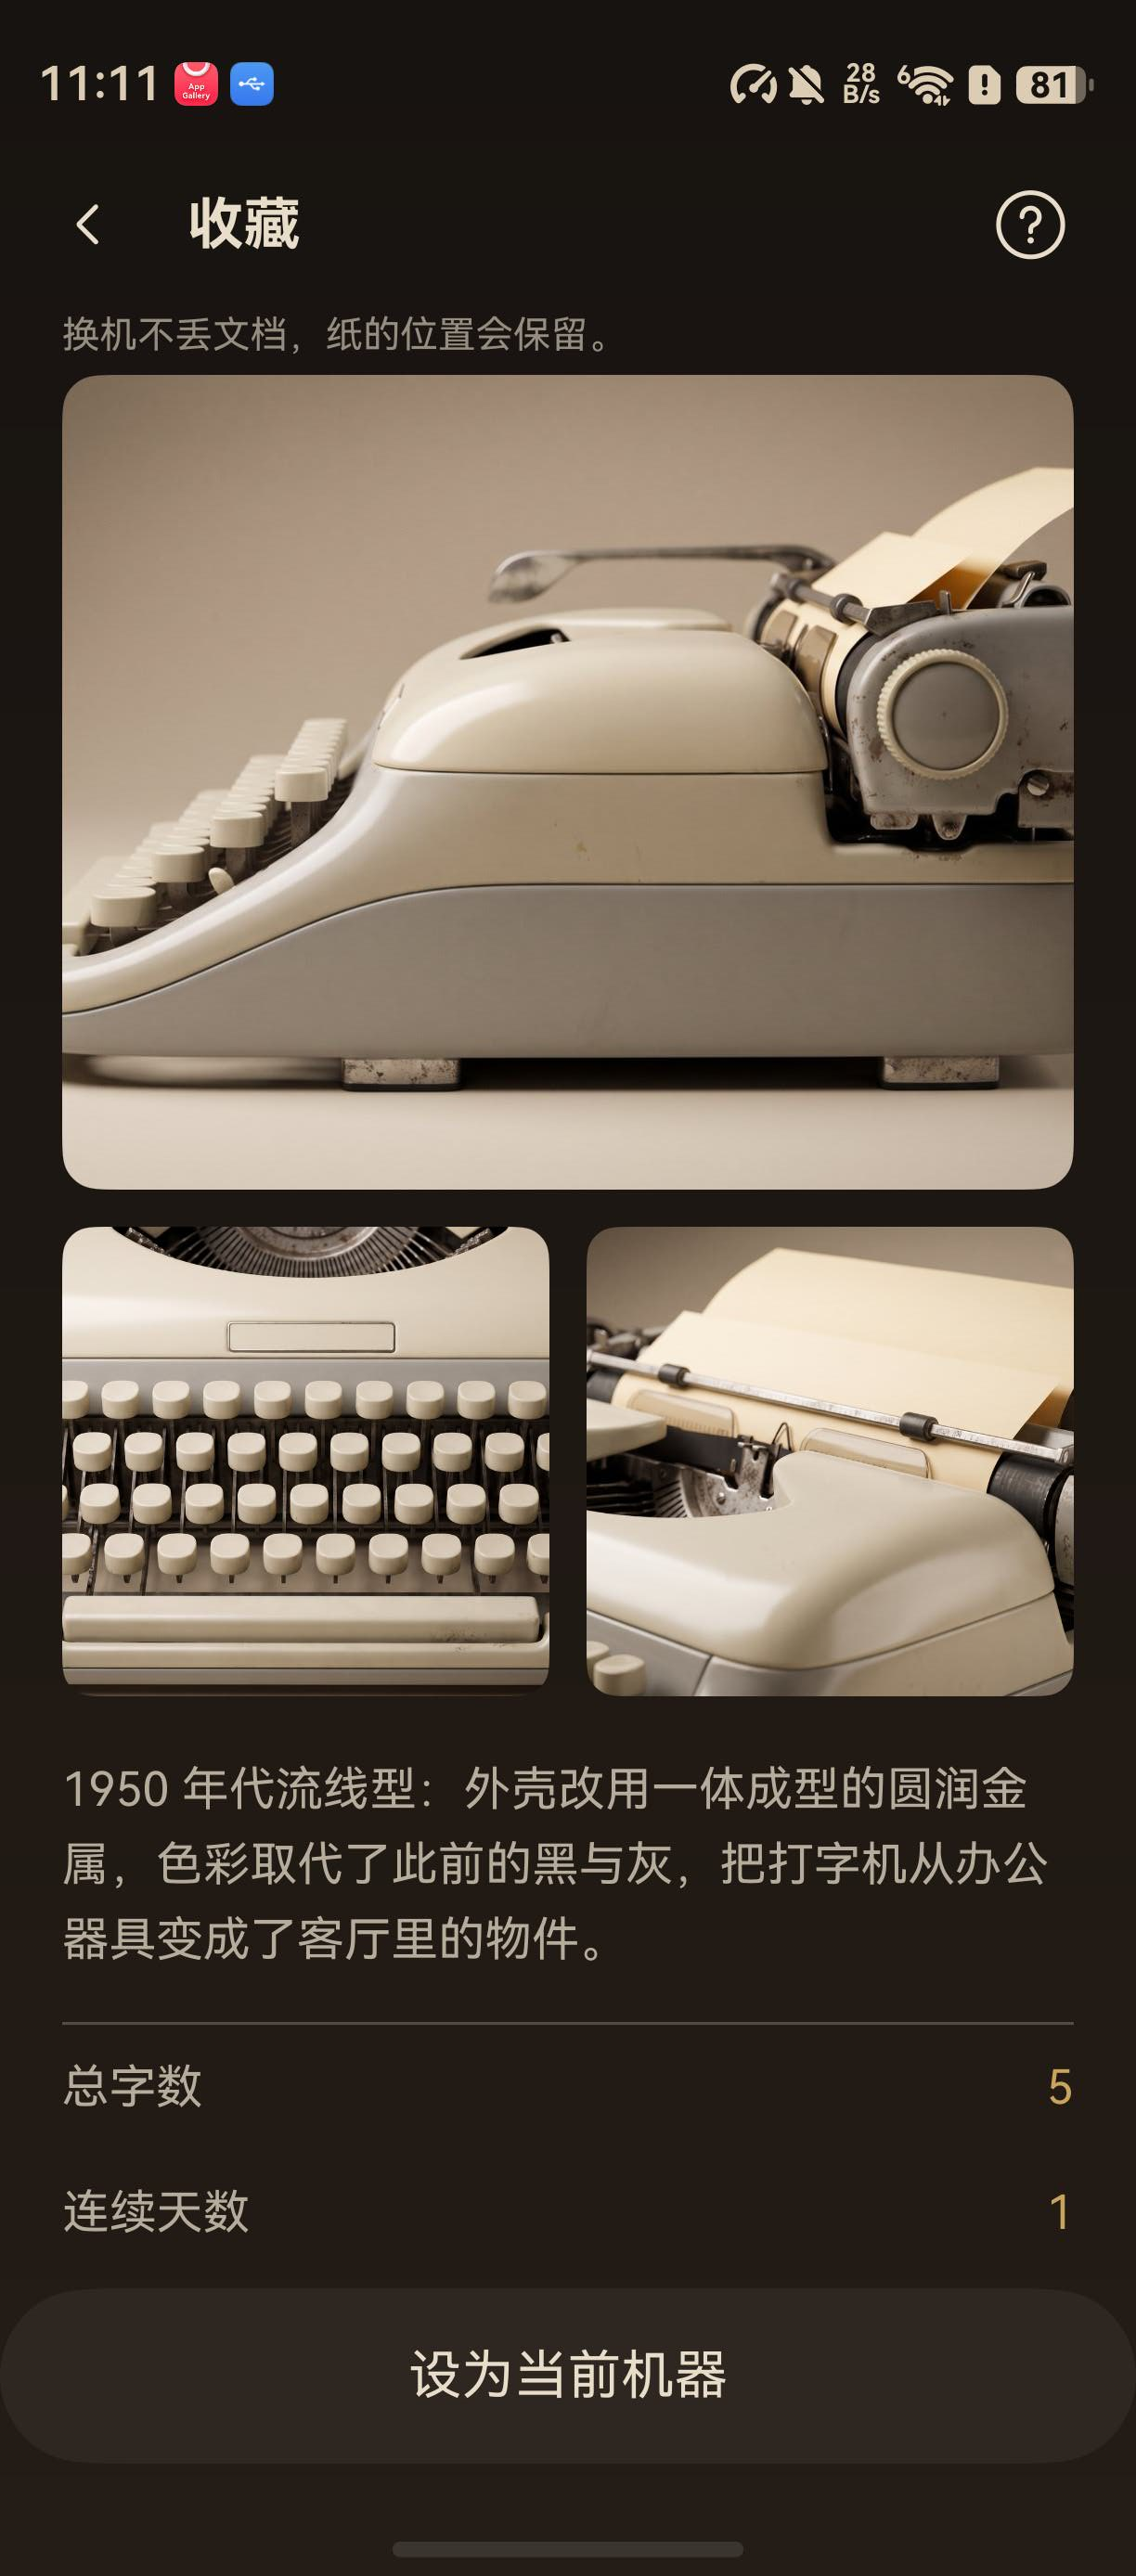 11:11
App
Gallery
28
B/s
6
81
收藏
换机不丢文档，纸的位置会保留。
1950 年代流线型：外壳改用一体成型的圆润金
属，色彩取代了此前的黑与灰，把打字机从办公
器具变成了客厅里的物件。
总字数
5
连续天数
1
设为当前机器